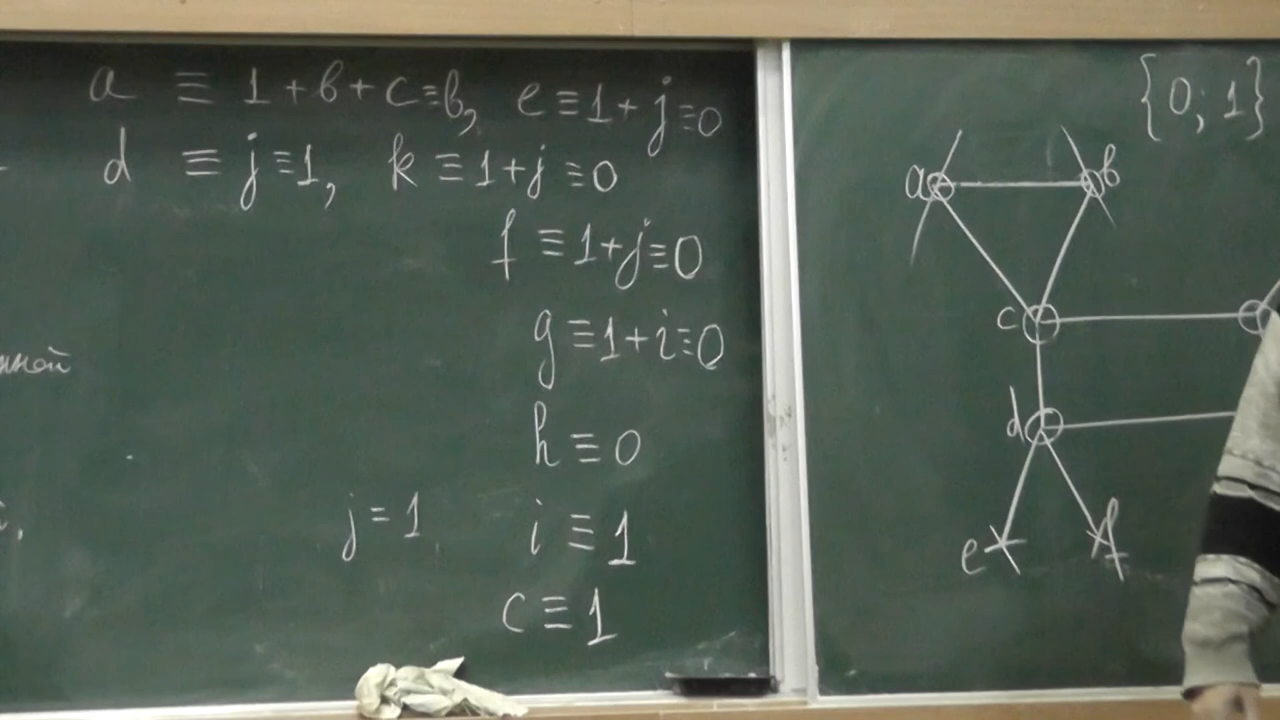 a ≡ 1 + b + c ≡ b, e ≡ 1 + j ≡ 0
d ≡ j ≡ 1, k ≡ 1 + j ≡ 0
f ≡ 1 + j ≡ 0
g ≡ 1 + i ≡ 0
h ≡ 0
j = 1 i ≡ 1
c ≡ 1
{0; 1}
a b
c
d
e f